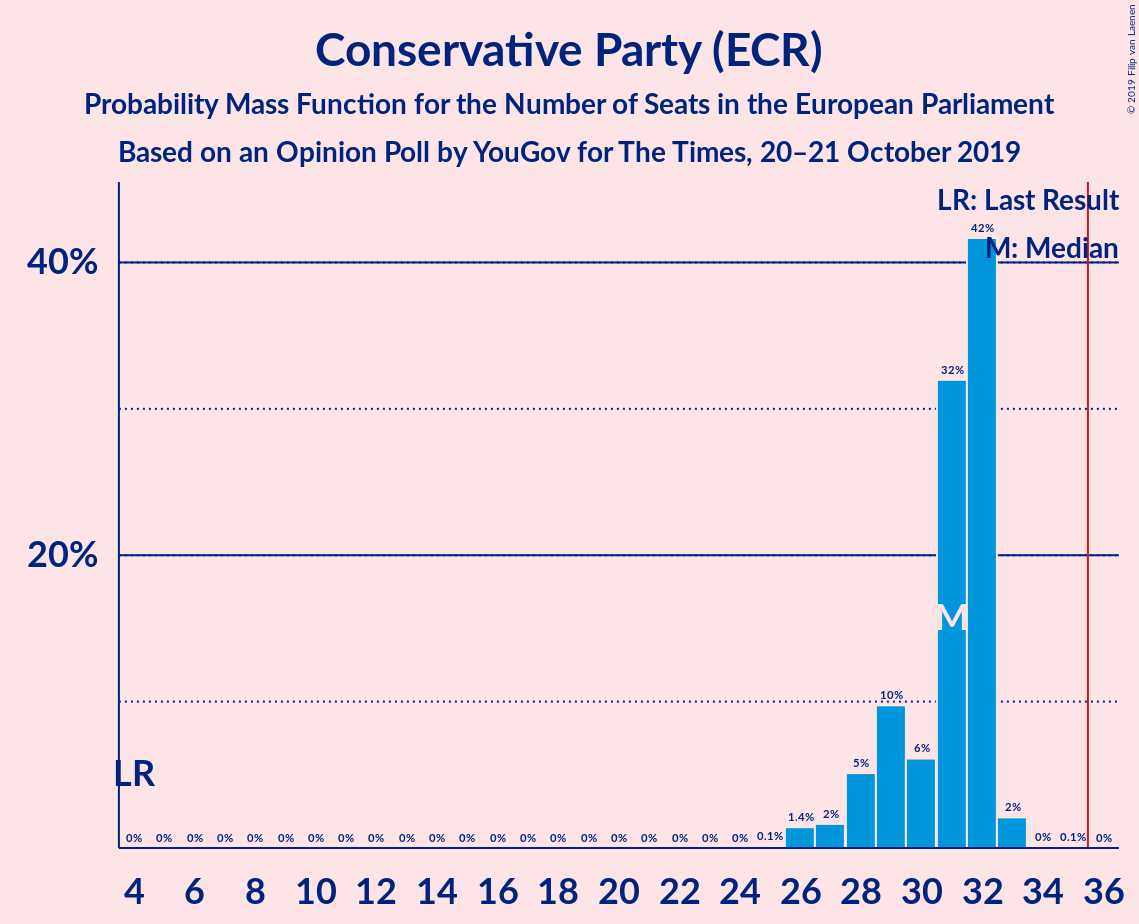 Conservative Party (ECR)
Probability Mass Function for the Number of Seats in the European Parliament
Based on an Opinion Poll by YouGov for The Times, 20–21 October 2019
© 2019 Filip van Laenen
LR: Last Result
M: Median
40%
20%
42%
32%
M
10%
6%
5%
LR
0% 0% 0% 0% 0% 0% 0% 0% 0% 0% 0% 0% 0% 0% 0% 0% 0% 0% 0% 0% 0% 0.1% 1.4% 2% 2% 0% 0.1% 0%
4 6 8 10 12 14 16 18 20 22 24 26 28 30 32 34 36